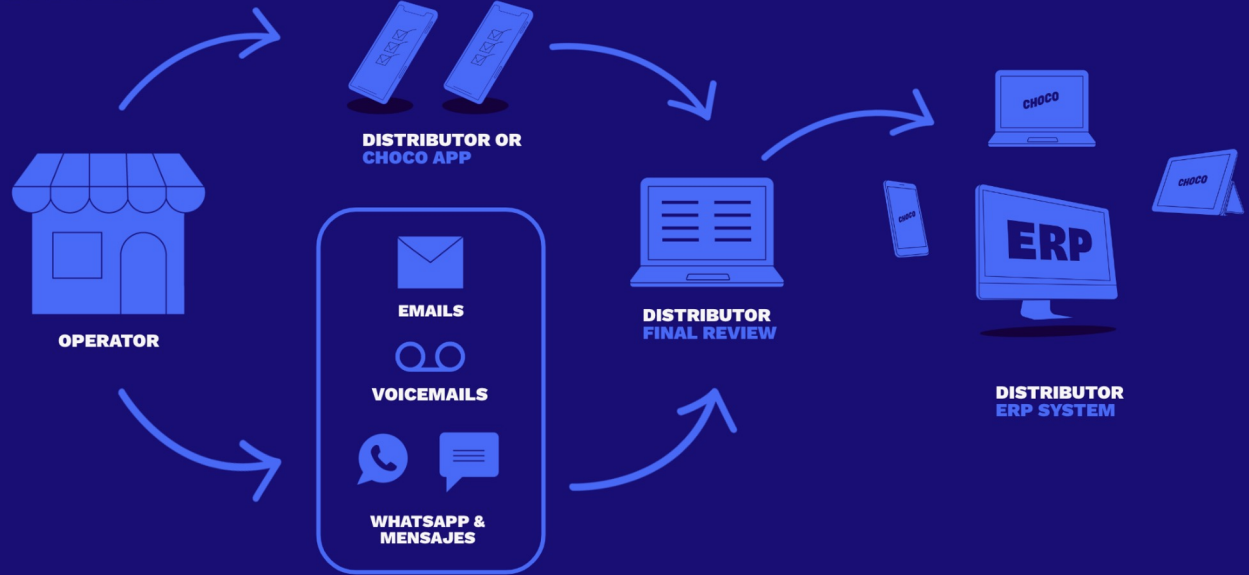 OPERATOR
DISTRIBUTOR OR
CHOCO APP
EMAILS
VOICEMAILS
WHATSAPP &
MENSAJES
DISTRIBUTOR
FINAL REVIEW
CHOCO
CHOCO
CHOCO
ERP
DISTRIBUTOR
ERP SYSTEM